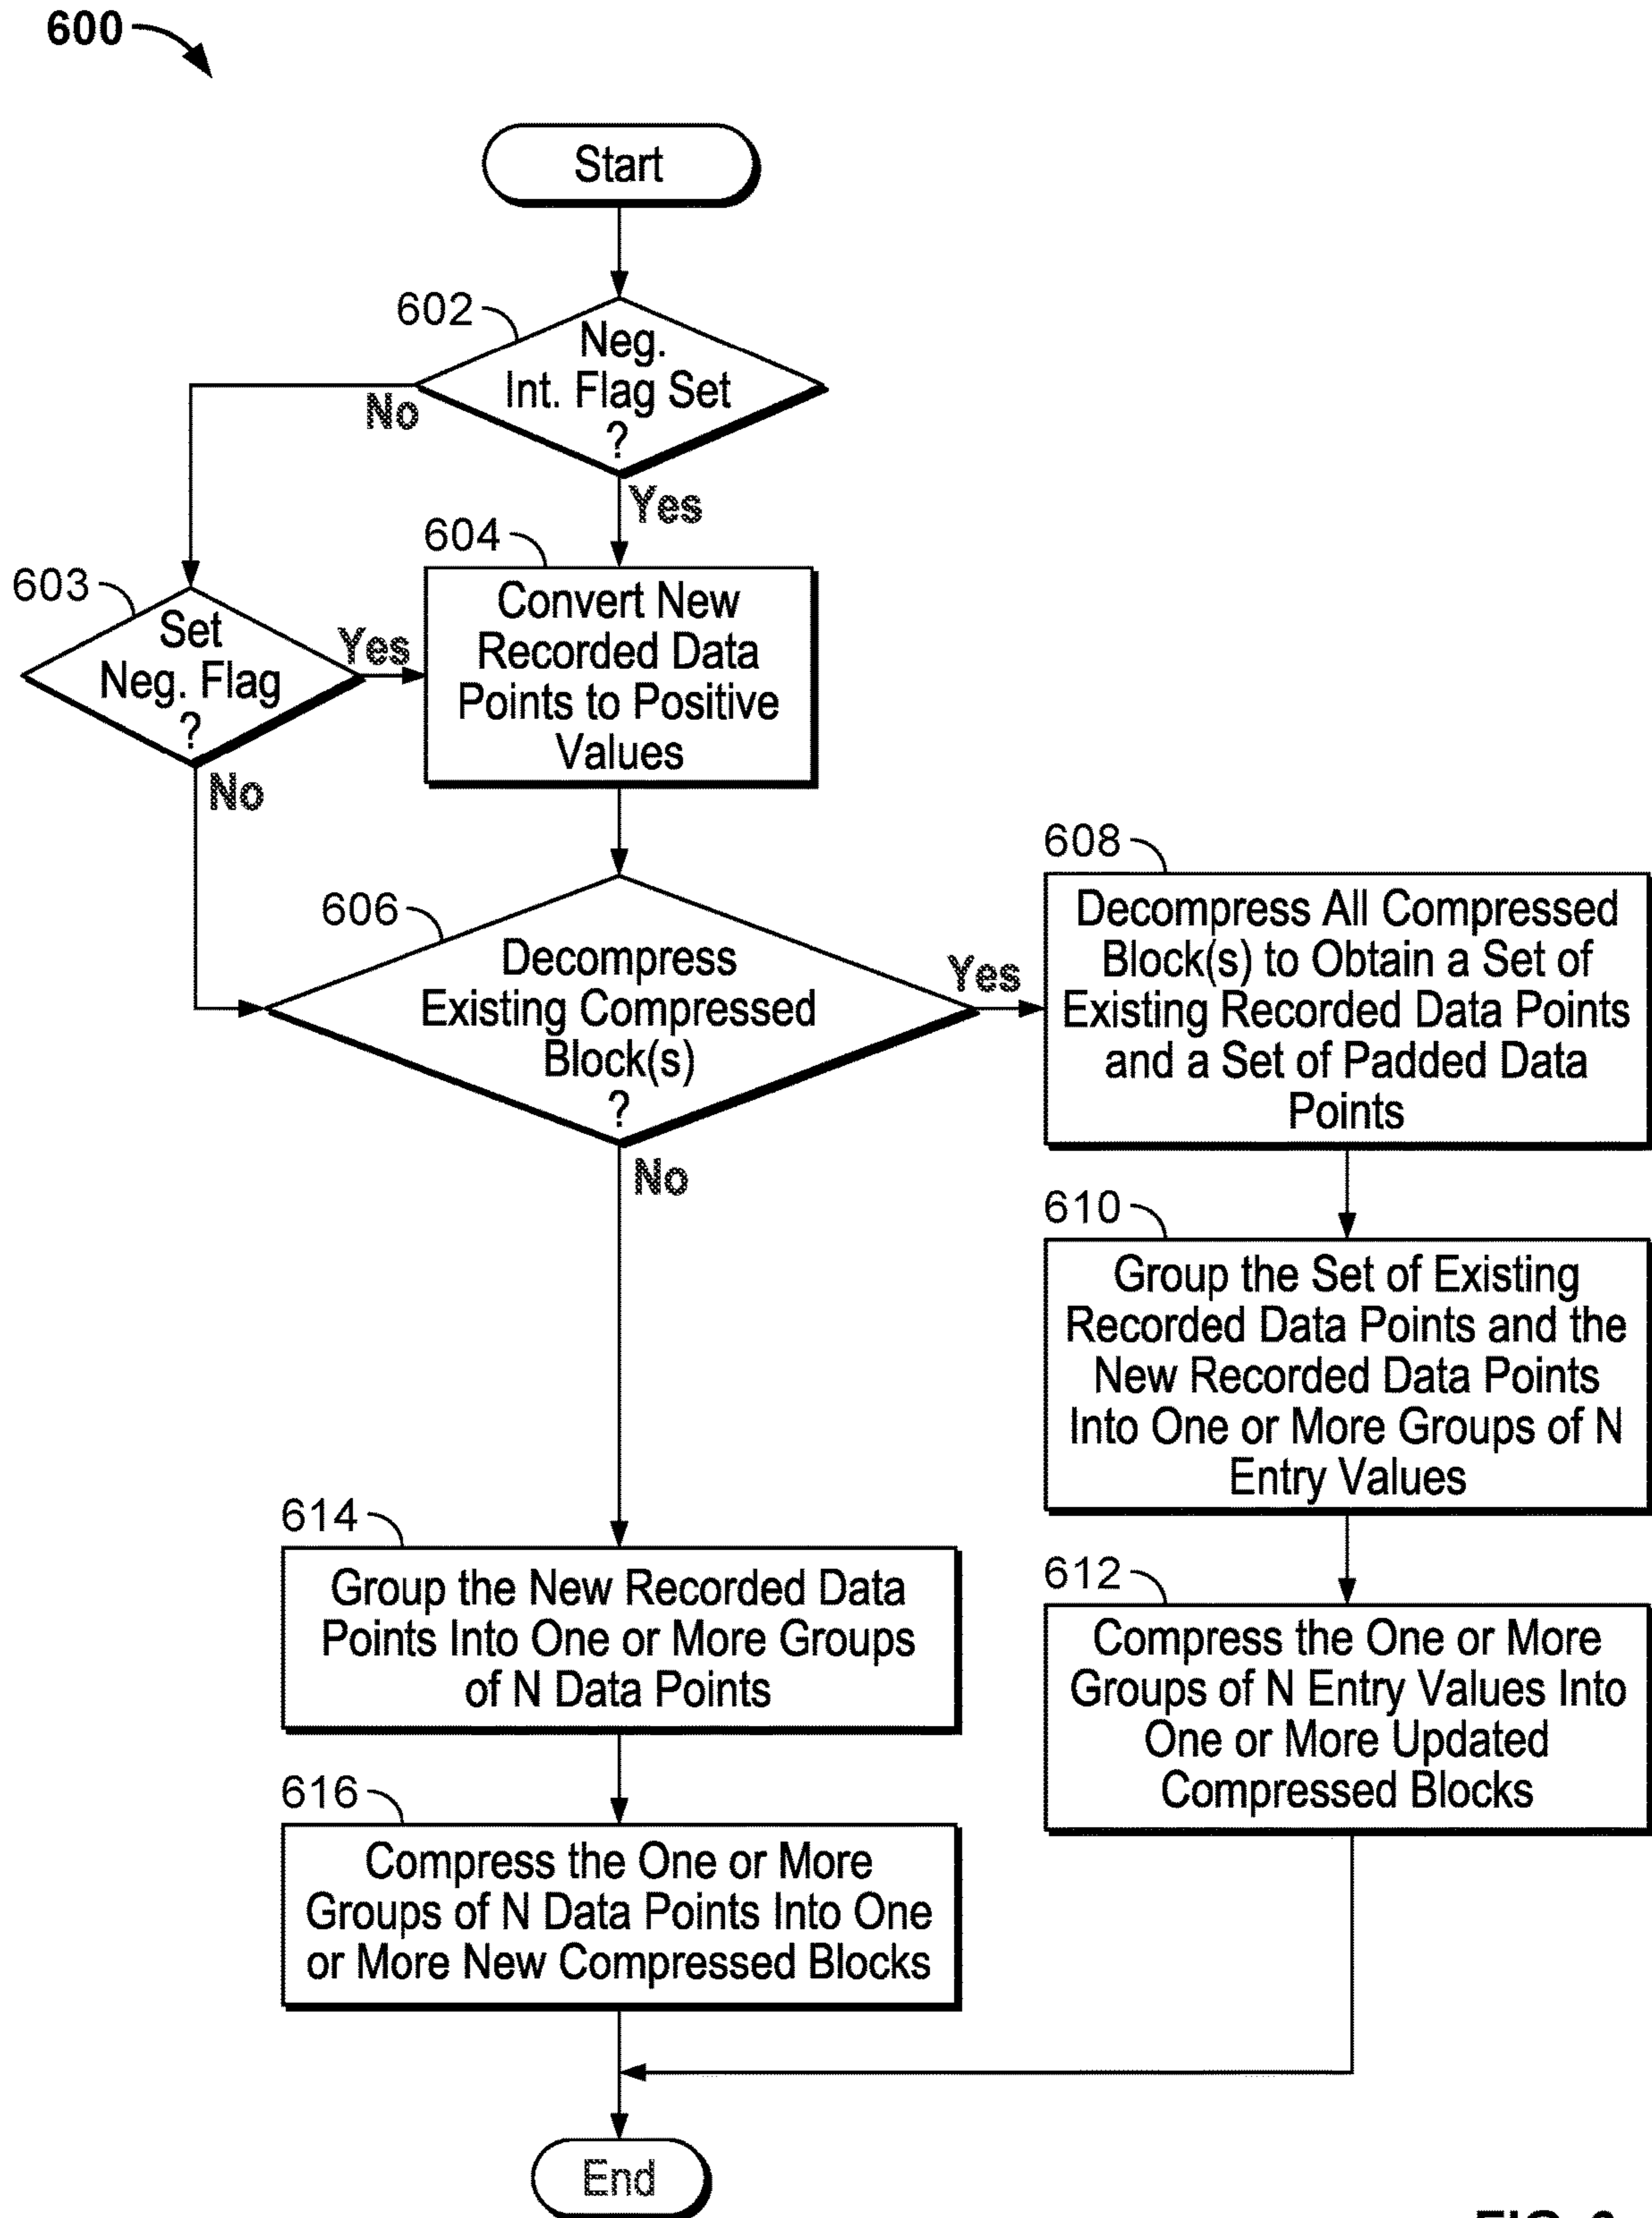 600
Start
602
Neg.
Int. Flag Set
?
No
Yes
604
603
Set
Neg. Flag
?
Yes
No
Convert New
Recorded Data
Points to Positive
Values
606
Decompress
Existing Compressed
Block(s)
?
Yes
No
608
Decompress All Compressed
Block(s) to Obtain a Set of
Existing Recorded Data Points
and a Set of Padded Data
Points
610
Group the Set of Existing
Recorded Data Points and the
New Recorded Data Points
Into One or More Groups of N
Entry Values
612
Compress the One or More
Groups of N Entry Values Into
One or More Updated
Compressed Blocks
614
Group the New Recorded Data
Points Into One or More Groups
of N Data Points
616
Compress the One or More
Groups of N Data Points Into One
or More New Compressed Blocks
End